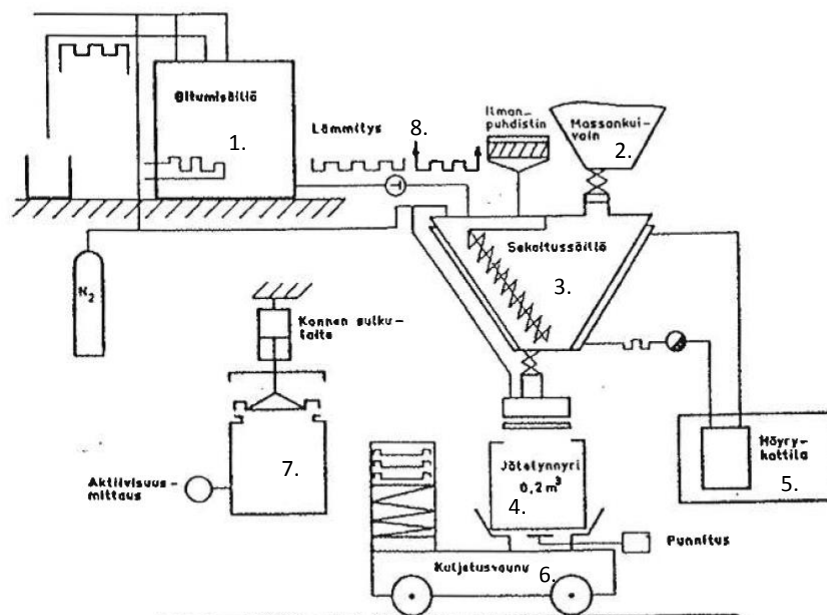 Bitumisäiliö
1.
Lämmitys
8.
Ilman-
puhdistin
Massankui-
vain
2.
Sekoitussäiliö
3.
N2
Kannen sulku-
laite
7.
Aktiivisuus-
mittaus
Jätetynnyri
0,2 m³
4.
Höyry-
kattila
5.
Punnitus
Kuljetusvaunu
6.